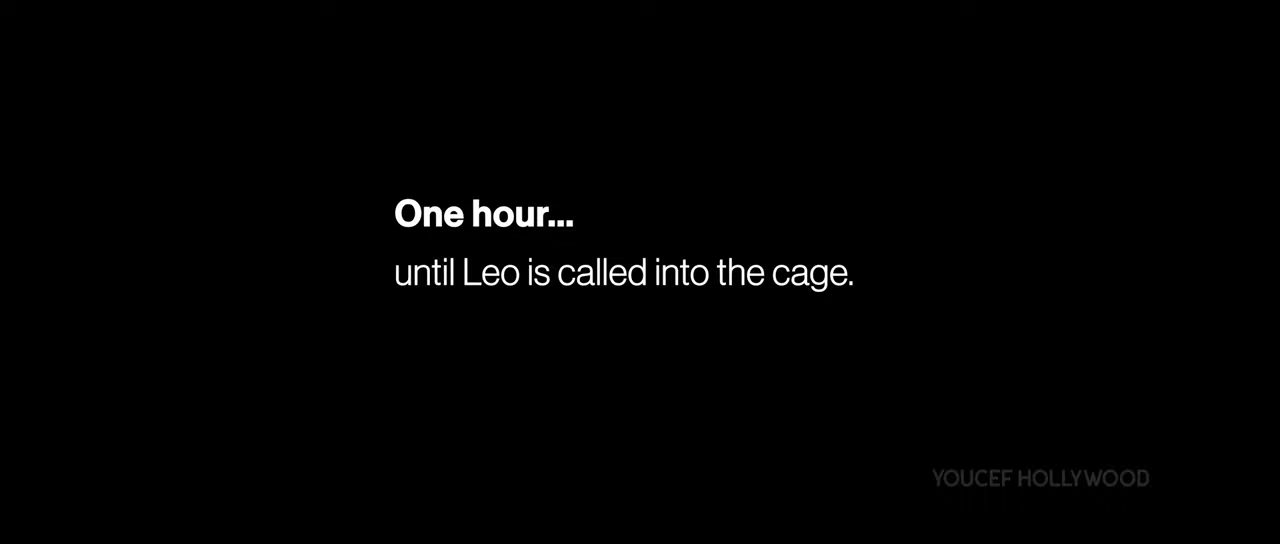 One hour...
until Leo is called into the cage.
YOUCEF HOLLYWOOD